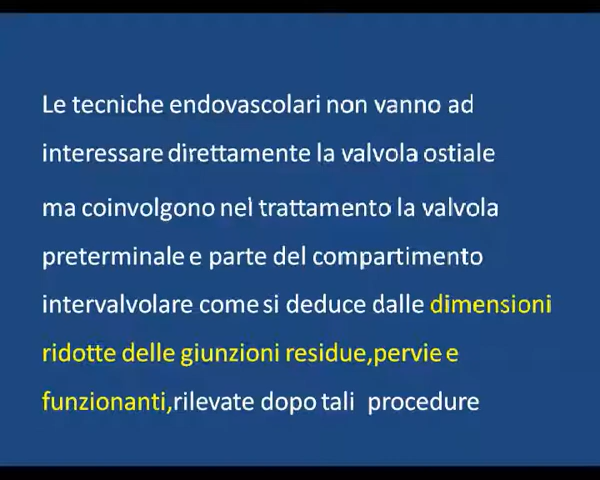 Le tecniche endovascolari non vanno ad
interessare direttamente la valvola ostiale
ma coinvolgono nel trattamento la valvola
preterminale e parte del compartimento
intervalvolare come si deduce dalle dimensioni
ridotte delle giunzioni residue,pervie e
funzionanti,rilevate dopo tali procedure